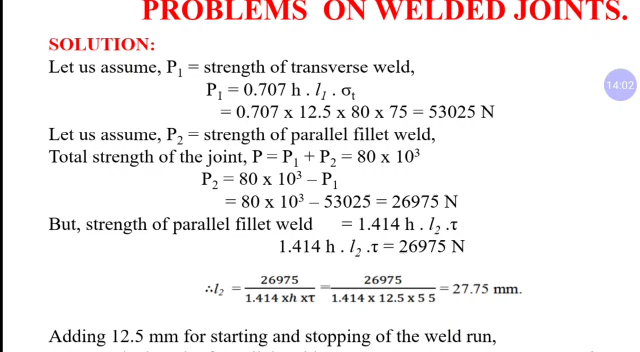 PROBLEMS ON WELDED JOINTS.
SOLUTION:
Let us assume, P₁ = strength of transverse weld,
P₁ = 0.707 h . l₁ . σₜ
14:02
= 0.707 x 12.5 x 80 x 75 = 53025 N
Let us assume, P₂ = strength of parallel fillet weld,
Total strength of the joint, P = P₁ + P₂ = 80 x 10³
P₂ = 80 x 10³ – P₁
= 80 x 10³ – 53025 = 26975 N
But, strength of parallel fillet weld = 1.414 h . l₂ .τ
1.414 h . l₂ .τ = 26975 N
∴l₂ = 26975 / 1.414 xh xτ = 26975 / 1.414 x 12.5 x 5 5 = 27.75 mm.
Adding 12.5 mm for starting and stopping of the weld run,